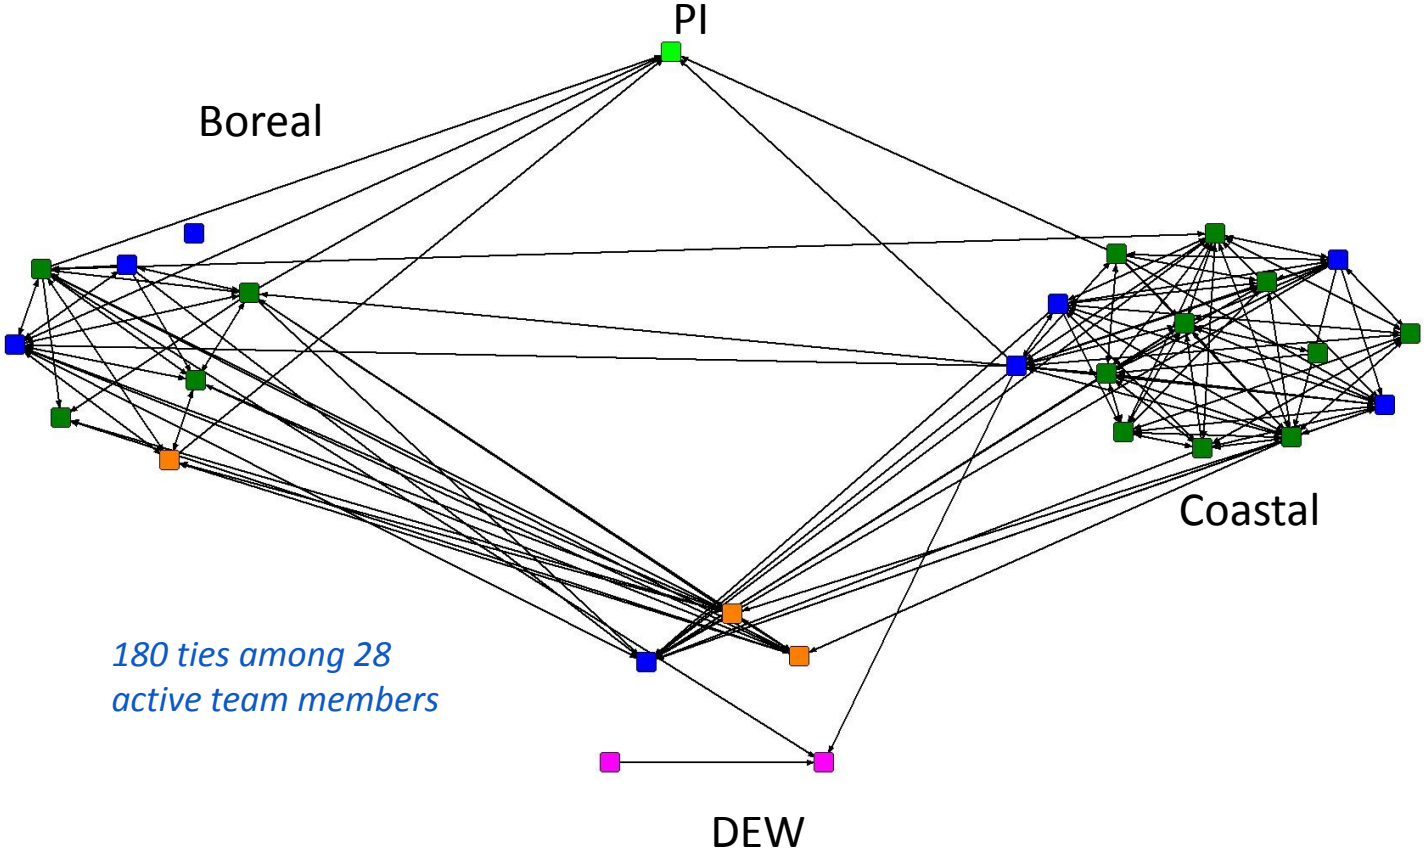 PI
Boreal
Coastal
180 ties among 28
active team members
DEW